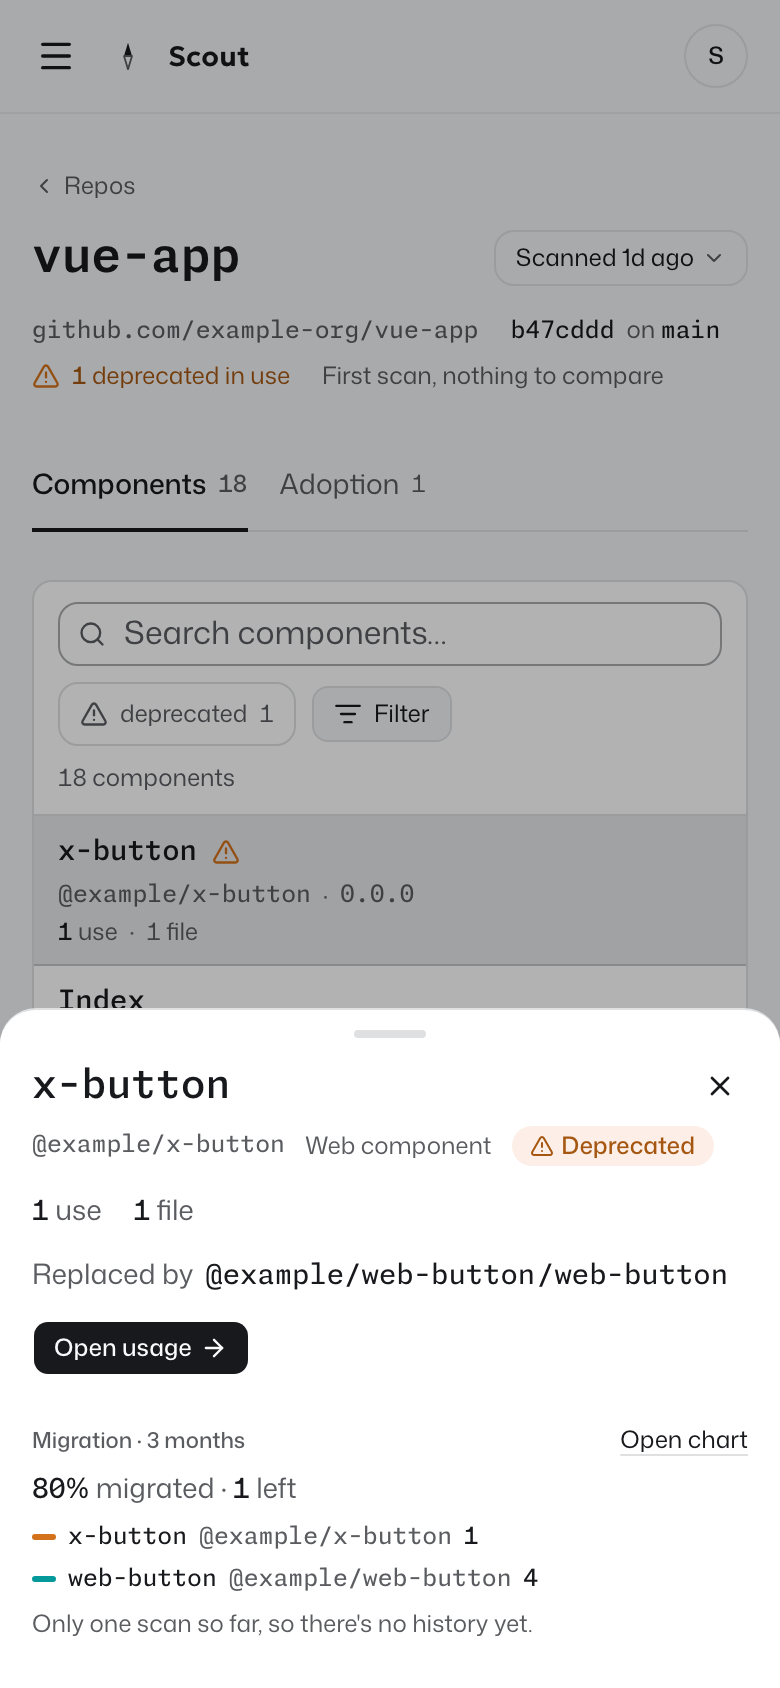 Scout
S
Repos
vue-app
Scanned 1d ago
github.com/example-org/vue-app b47cddd on main
1 deprecated in use First scan, nothing to compare
Components 18 Adoption 1
Search components...
deprecated 1 Filter
18 components
x-button
@example/x-button · 0.0.0
1 use · 1 file
Index
x-button
@example/x-button Web component Deprecated
1 use 1 file
Replaced by @example/web-button/web-button
Open usage →
Migration · 3 months Open chart
80% migrated · 1 left
x-button @example/x-button 1
web-button @example/web-button 4
Only one scan so far, so there's no history yet.